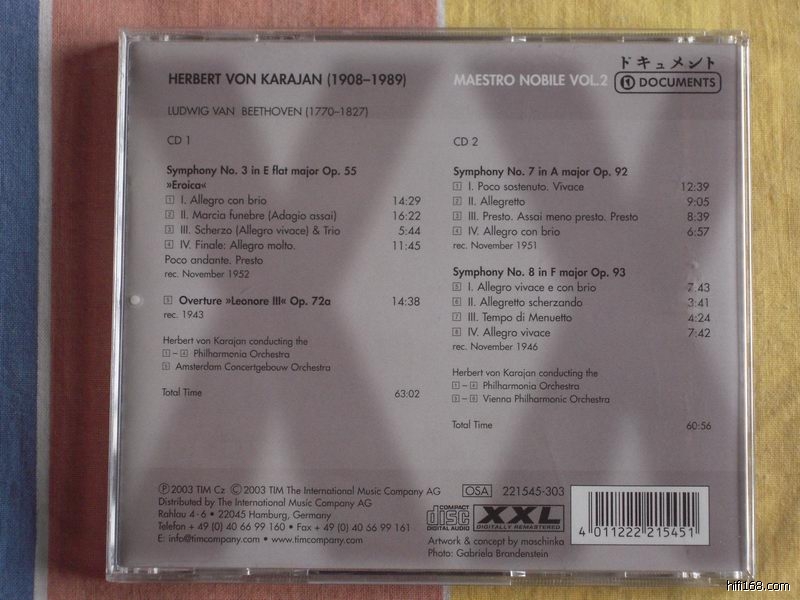 ドキュメント
HERBERT VON KARAJAN (1908–1989)
MAESTRO NOBILE VOL.2
DOCUMENTS
LUDWIG VAN BEETHOVEN (1770–1827)
CD 1
Symphony No. 3 in E flat major Op. 55
»Eroica«
1 I. Allegro con brio 14:29
2 II. Marcia funebre (Adagio assai) 16:22
3 III. Scherzo (Allegro vivace) & Trio 5:44
4 IV. Finale: Allegro molto. 11:45
Poco andante. Presto
rec. November 1952
5 Overture »Leonore III« Op. 72a 14:38
rec. 1943
Herbert von Karajan conducting the
1 – 4 Philharmonia Orchestra
5 Amsterdam Concertgebouw Orchestra
Total Time 63:02
CD 2
Symphony No. 7 in A major Op. 92
1 I. Poco sostenuto. Vivace 12:39
2 II. Allegretto 9:05
3 III. Presto. Assai meno presto. Presto 8:39
4 IV. Allegro con brio 6:57
rec. November 1951
Symphony No. 8 in F major Op. 93
5 I. Allegro vivace e con brio 7:43
6 II. Allegretto scherzando 3:41
7 III. Tempo di Menuetto 4:24
8 IV. Allegro vivace 7:42
rec. November 1946
Herbert von Karajan conducting the
Philharmonia Orchestra
Vienna Philharmonic Orchestra
Total Time 60:56
Ⓟ 2003 TIM Cz © 2003 TIM The International Music Company AG
Distributed by The International Music Company AG
Rahlau 4 - 6 • 22045 Hamburg, Germany
Telefon + 49 (0) 40 66 99 160 • Fax + 49 (0) 40 66 99 161
E: info@timcompany.com • www.timcompany.com
OSA 221545-303
COMPACT
disc
DIGITAL AUDIO
XXL
DIGITALLY REMASTERED
Artwork & concept by moschinka
Photo: Gabriela Brandenstein
4 011222 215451
hifi168.com